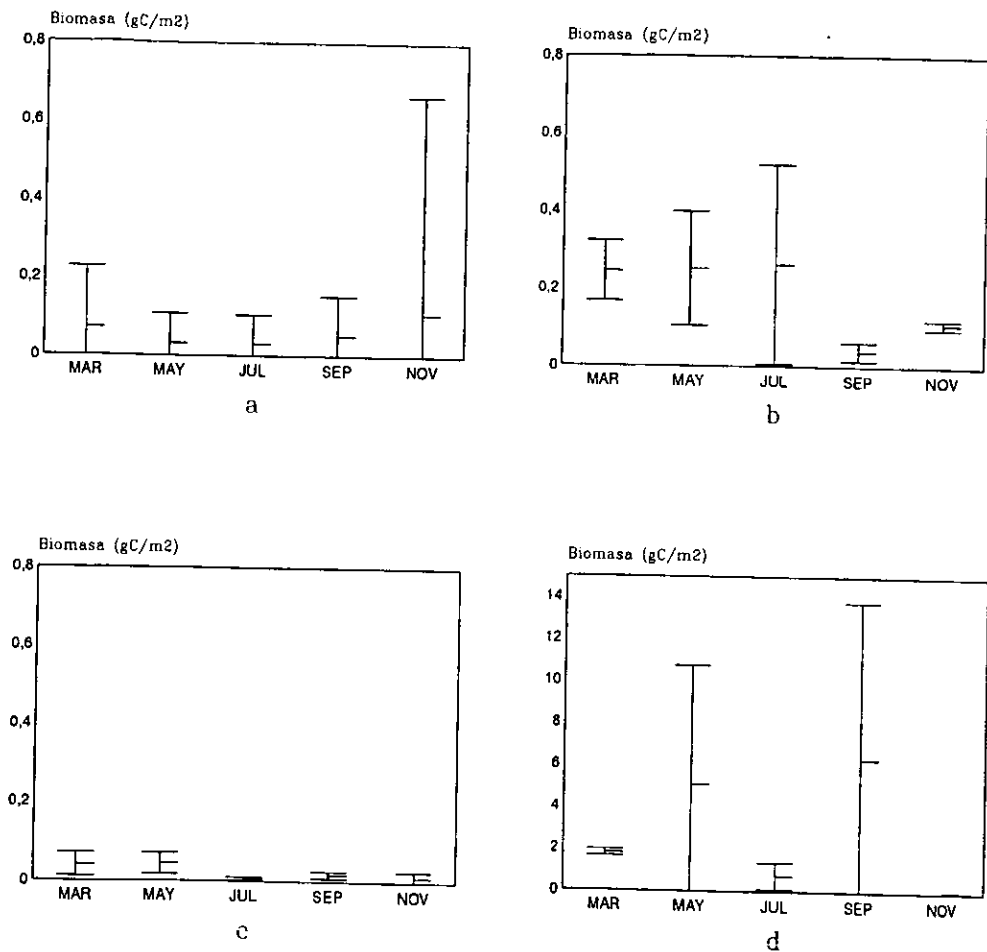 Biomasa (gC/m2)
0,8
0,6
0,4
0,2
0
MAR MAY JUL SEP NOV
a
Biomasa (gC/m2)
0,8
0,6
0,4
0,2
0
MAR MAY JUL SEP NOV
b
Biomasa (gC/m2)
0,8
0,6
0,4
0,2
0
MAR MAY JUL SEP NOV
c
Biomasa (gC/m2)
14
12
10
8
6
4
2
0
MAR MAY JUL SEP NOV
d